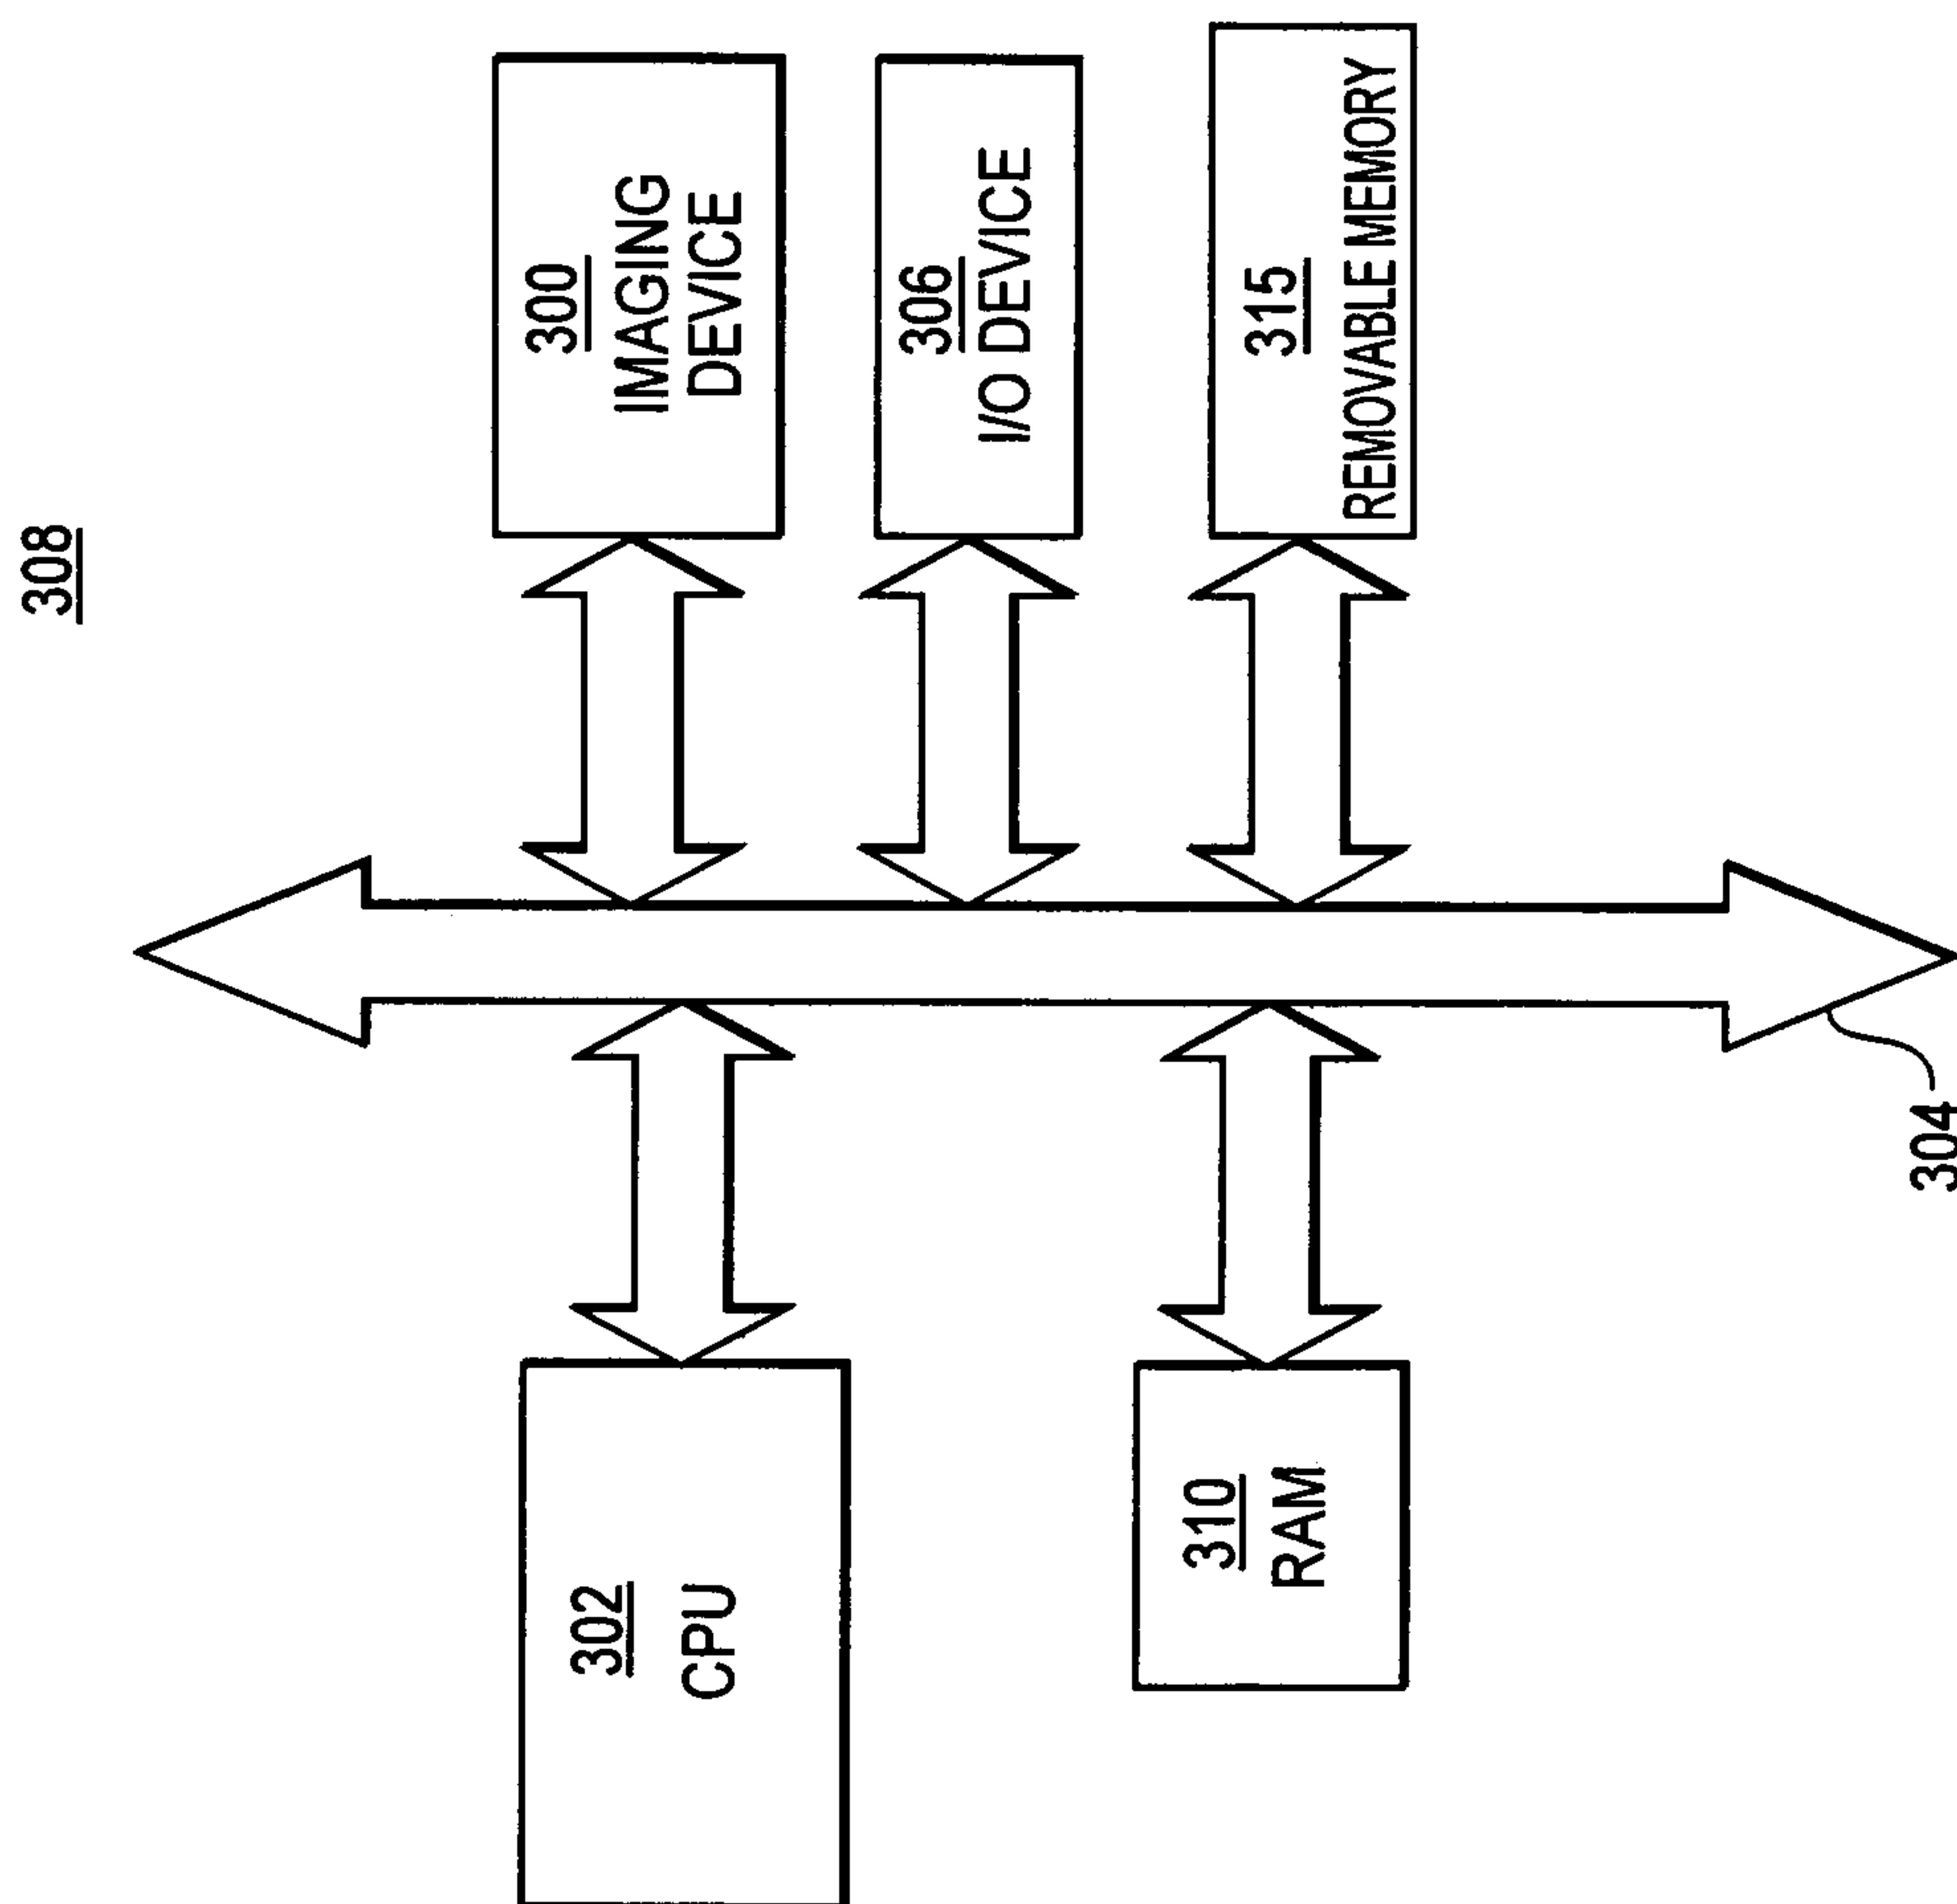 308
302
CPU
300
IMAGING
DEVICE
306
I/O DEVICE
310
RAM
315
REMOVABLE MEMORY
304